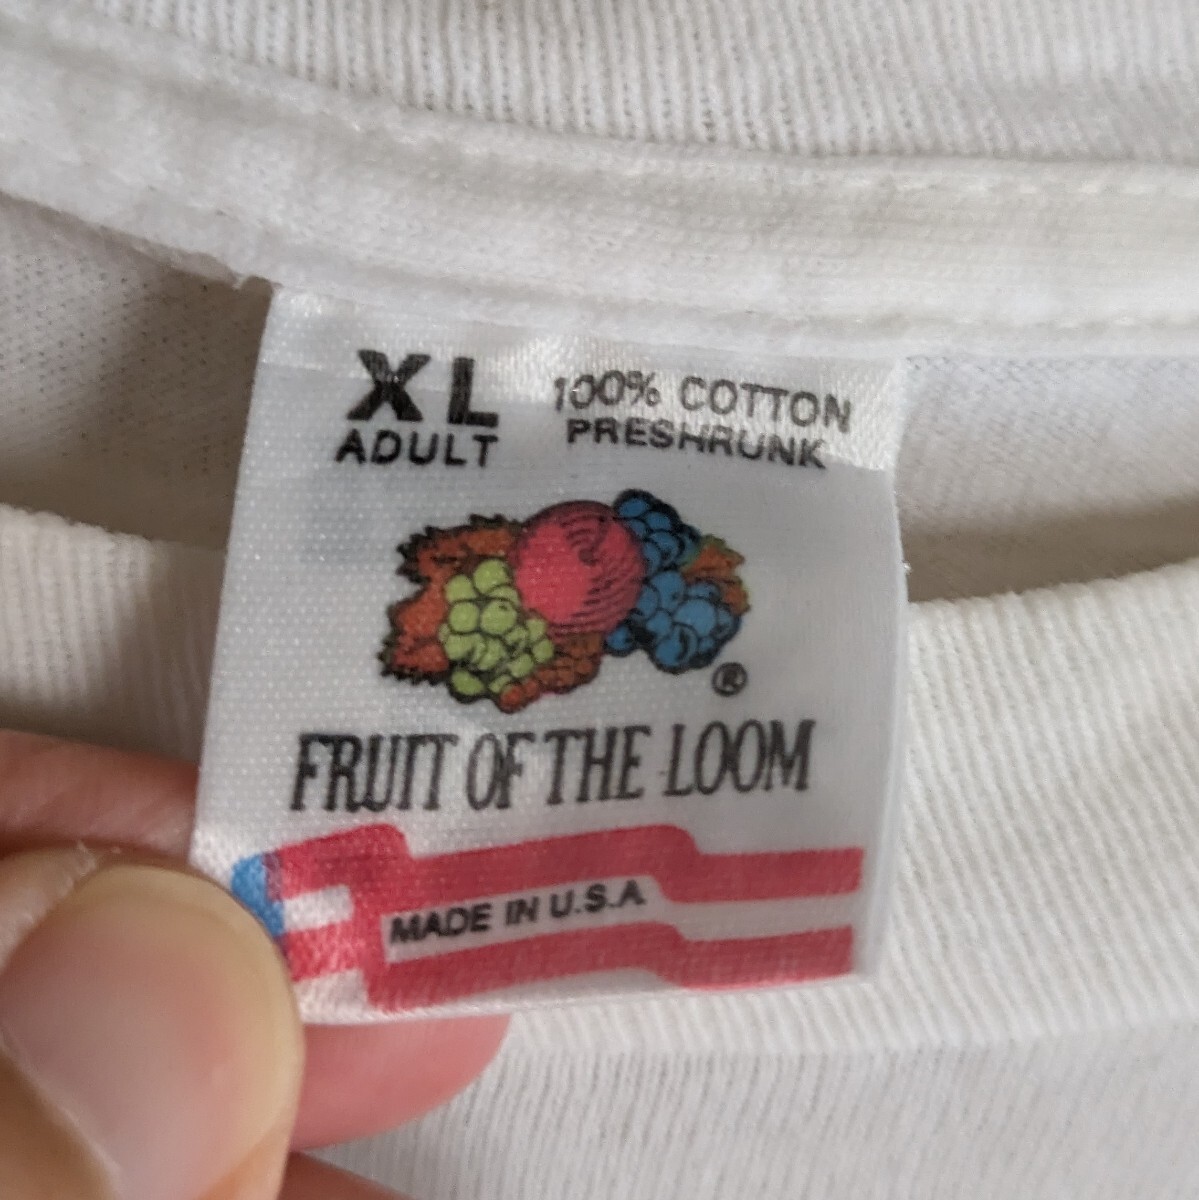 XL
ADULT
100% COTTON
PRESHRUNK
®
FRUIT OF THE LOOM
MADE IN U.S.A.